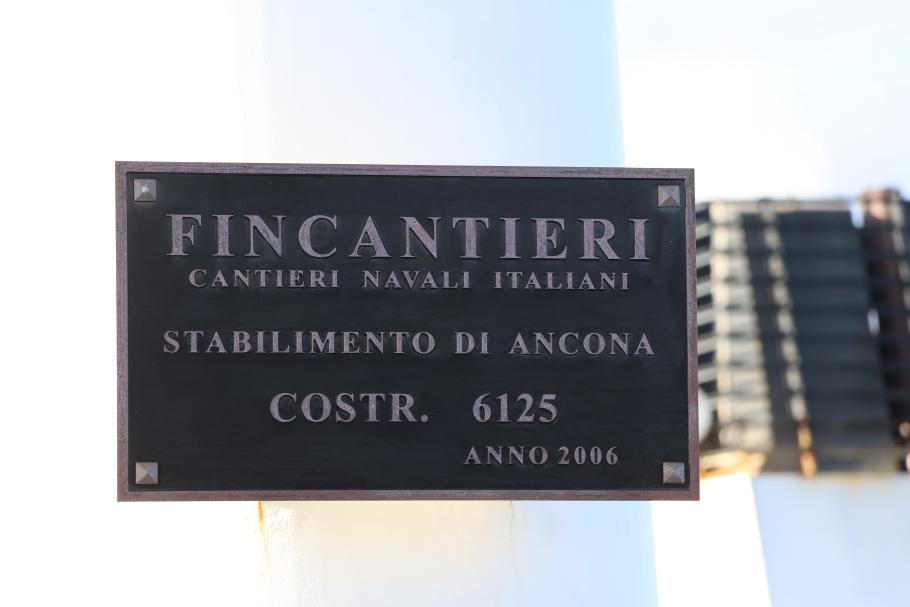 FINCANTIERI
CANTIERI NAVALI ITALIANI
STABILIMENTO DI ANCONA
COSTR. 6125
ANNO 2006